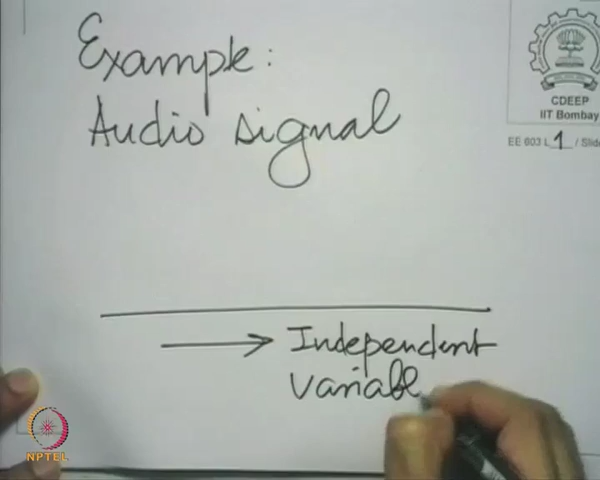 Example:
Audio signal
CDEEP
IIT Bombay
EE 603 L 1 / Slide
Independent
Variable
NPTEL